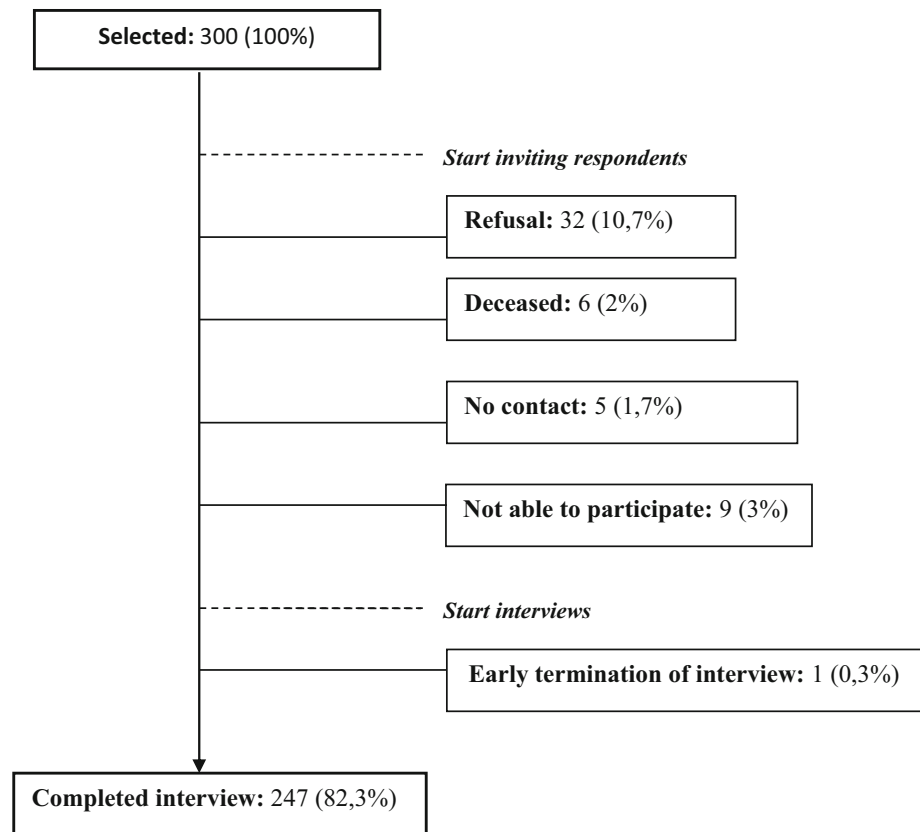 Selected: 300 (100%)
Start inviting respondents
Refusal: 32 (10,7%)
Deceased: 6 (2%)
No contact: 5 (1,7%)
Not able to participate: 9 (3%)
Start interviews
Early termination of interview: 1 (0,3%)
Completed interview: 247 (82,3%)